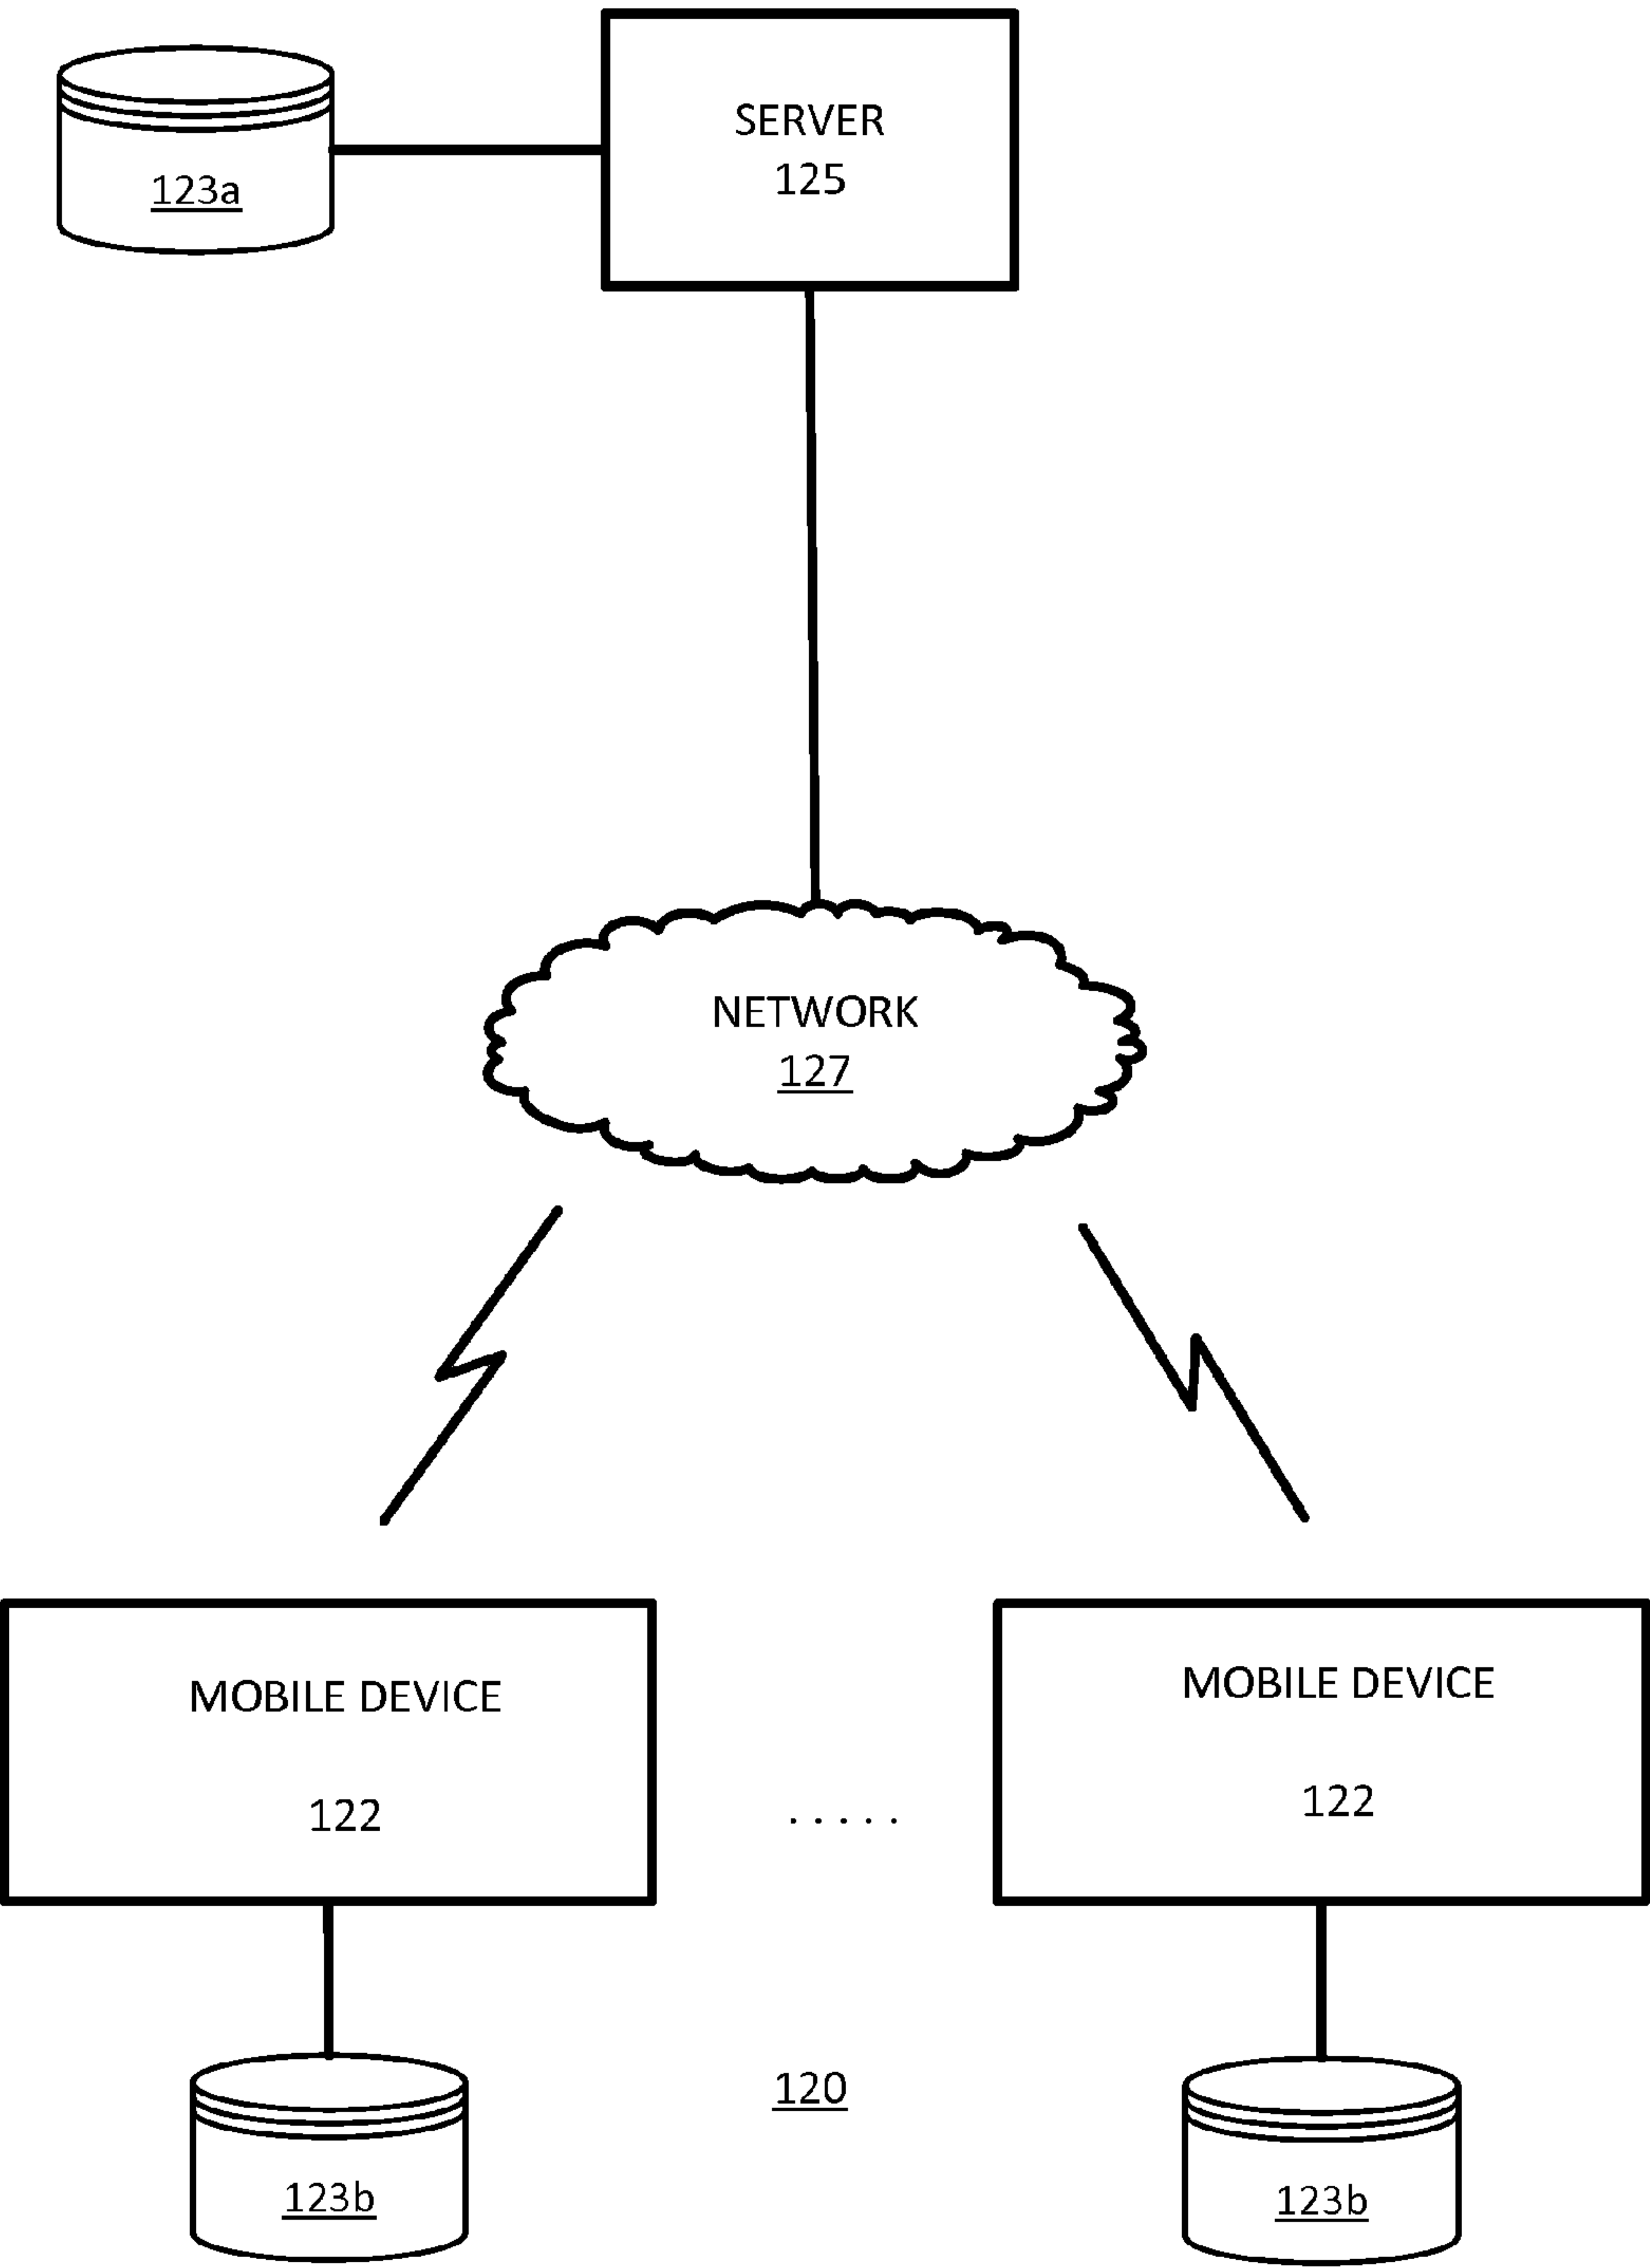 SERVER
125
123a
NETWORK
127
MOBILE DEVICE
122
.....
MOBILE DEVICE
122
120
123b
123b